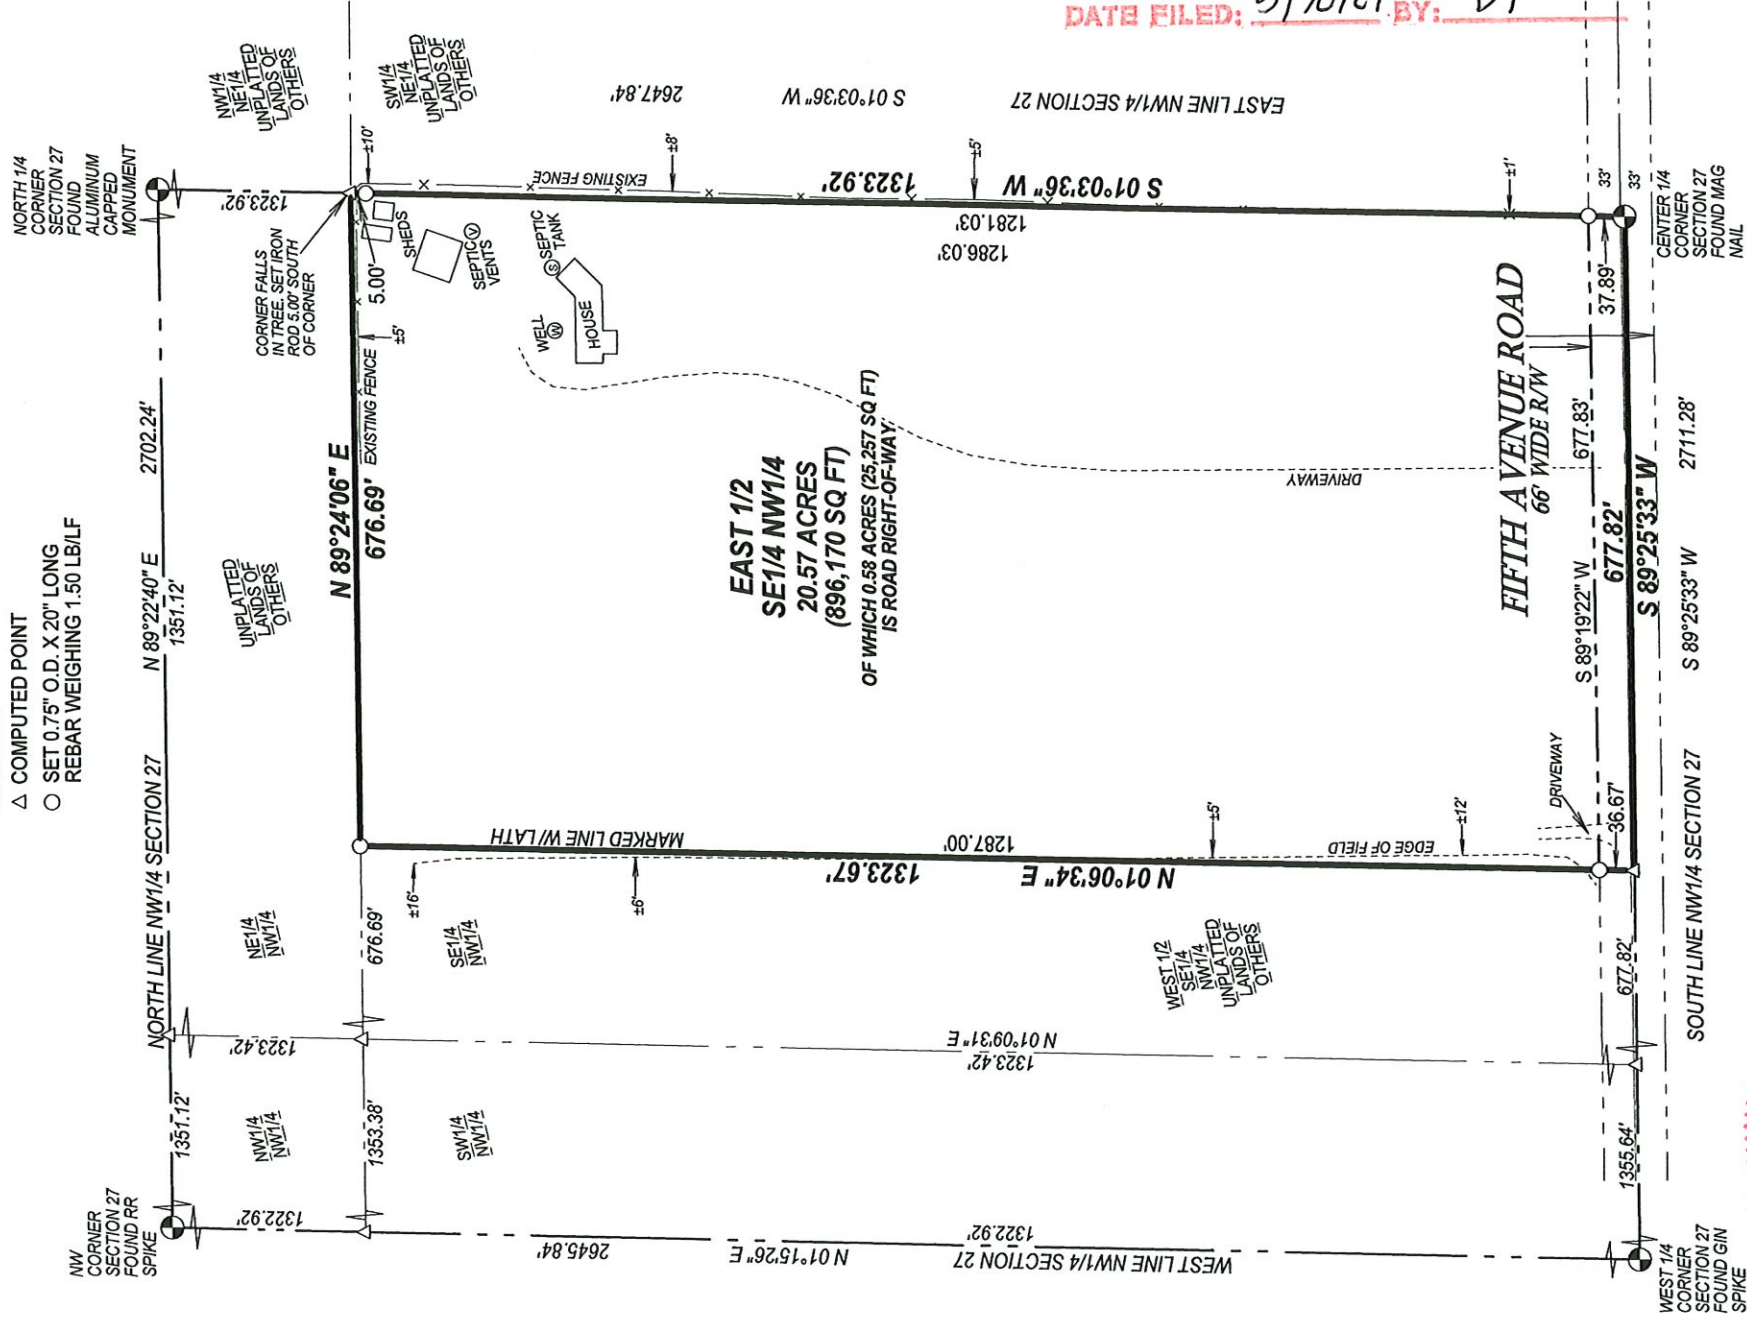 DATE FILED: BY:
△ COMPUTED POINT
○ SET 0.75" O.D. X 20" LONG
REBAR WEIGHING 1.50 LB/LF
NORTH 1/4
CORNER
SECTION 27
FOUND
ALUMINUM
CAPPED
MONUMENT
NW1/4
NE1/4
UNPLATTED
LANDS OF
OTHERS
SW1/4
NE1/4
UNPLATTED
LANDS OF
OTHERS
1323.92'
±10'
2647.84'
S 01°03'36" W
EAST LINE NW1/4 SECTION 27
±8'
±5'
±1'
EXISTING FENCE
1323.92'
S 01°03'36" W
1281.03'
1286.03'
33'
33'
CENTER 1/4
CORNER
SECTION 27
FOUND MAG
NAIL
CORNER FALLS
IN TREE. SET IRON
ROD 5.00' SOUTH
OF CORNER
5.00'
SHEDS
SEPTIC
VENTS
V
S
SEPTIC
TANK
WELL
W
HOUSE
±5'
EXISTING FENCE
N 89°24'06" E
676.69'
2702.24'
N 89°22'40" E
1351.12'
NORTH LINE NW1/4 SECTION 27
UNPLATTED
LANDS OF
OTHERS
EAST 1/2
SE1/4 NW1/4
20.57 ACRES
(896,170 SQ FT)
OF WHICH 0.58 ACRES (25,257 SQ FT)
IS ROAD RIGHT-OF-WAY
DRIVEWAY
FIFTH AVENUE ROAD
66' WIDE R/W
37.89'
677.83'
S 89°19'22" W
677.82'
S 89°25'33" W
2711.28'
S 89°25'33" W
SOUTH LINE NW1/4 SECTION 27
DRIVEWAY
36.67'
MARKED LINE W/ LATH
1287.00'
1323.67'
N 01°06'34" E
EDGE OF FIELD
±16'
±6'
±5'
±12'
NE1/4
NW1/4
676.69'
SE1/4
NW1/4
WEST 1/2
SE1/4
NW1/4
UNPLATTED
LANDS OF
OTHERS
677.82'
1323.42'
N 01°09'31" E
1323.42'
1351.12'
NW1/4
NW1/4
1353.38'
SW1/4
NW1/4
1355.64'
NW
CORNER
SECTION 27
FOUND RR
SPIKE
1322.92'
2645.84'
N 01°15'26" E
1322.92'
WEST LINE NW1/4 SECTION 27
WEST 1/4
CORNER
SECTION 27
FOUND GIN
SPIKE